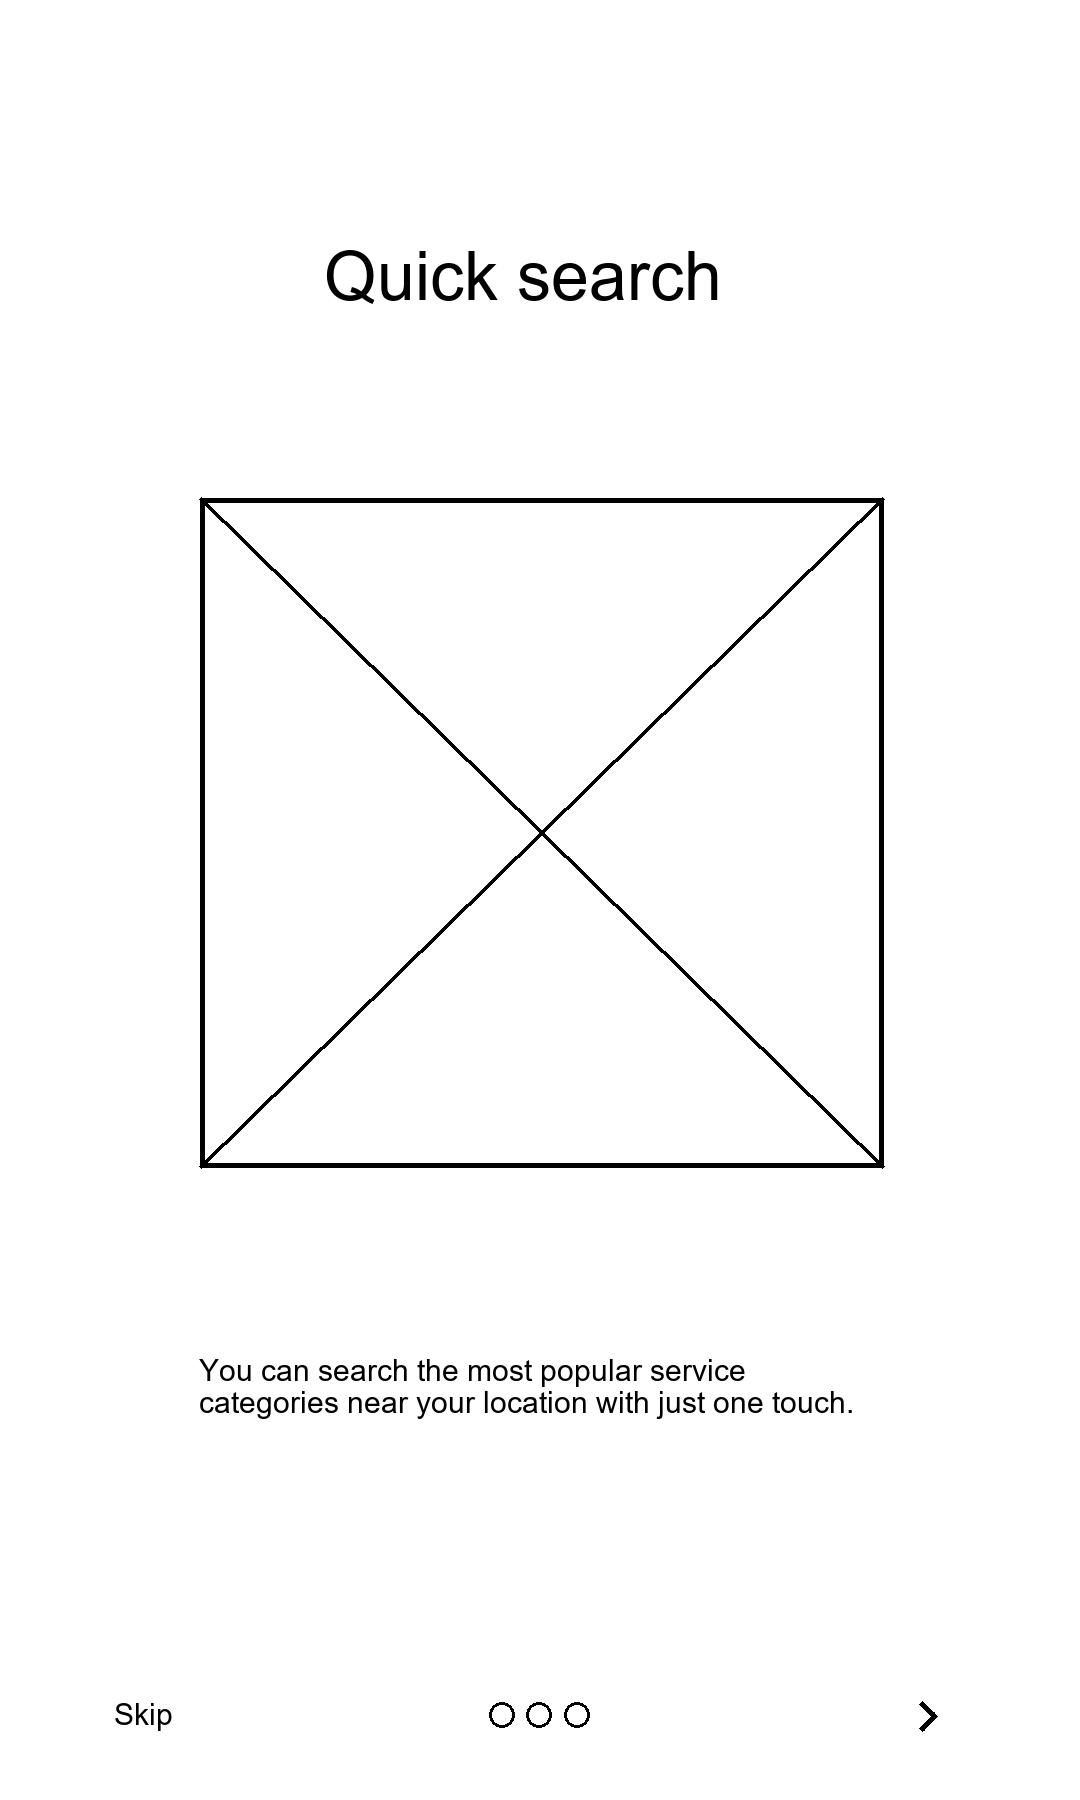 Quick search
You can search the most popular service
categories near your location with just one touch.
Skip